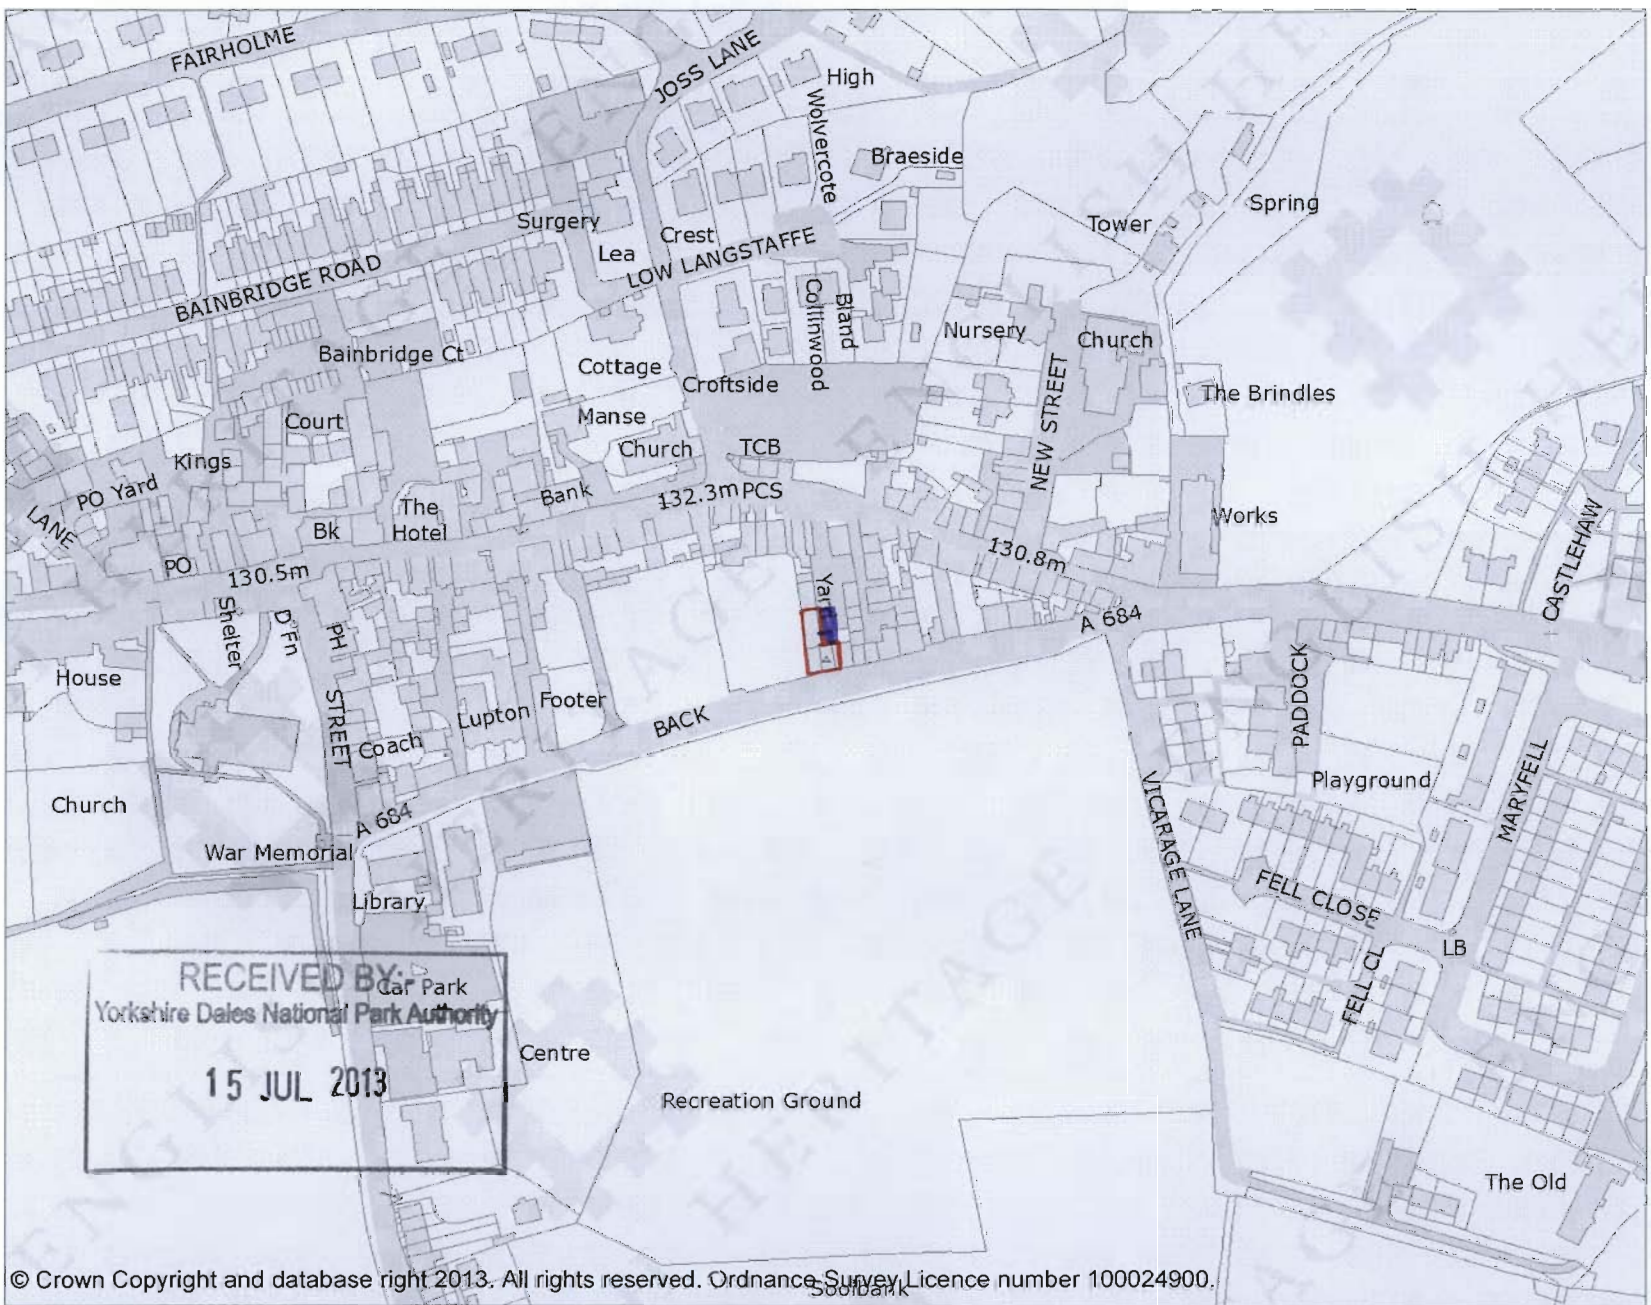 FAIRHOLME
JOSS LANE
High
Wolvercote
Braeside
Spring
Tower
Surgery
Lea
Crest
LOW LANGSTAFFE
BAINBRIDGE ROAD
Collinwood
Bland
Nursery
Church
NEW STREET
Bainbridge Ct
Cottage
Croftside
The Brindles
Court
Manse
Church
TCB
Kings
PO Yard
LANE
The
Hotel
Bank
132.3m
PCS
Works
Bk
PO
130.5m
130.8m
CASTLEHAW
Shelter
D Fn
PH
STREET
A 684
House
Lupton
Footer
BACK
Coach
PADDOCK
Playground
MARYFELL
VICARAGE LANE
Church
A 684
War Memorial
Library
FELL CLOSE
LB
FELL CL
RECEIVED BY:-
Yorkshire Dales National Park Authority
15 JUL 2013
Car Park
Centre
Recreation Ground
The Old
ENGLISH HERITAGE
© Crown Copyright and database right 2013. All rights reserved. Ordnance Survey Licence number 100024900.